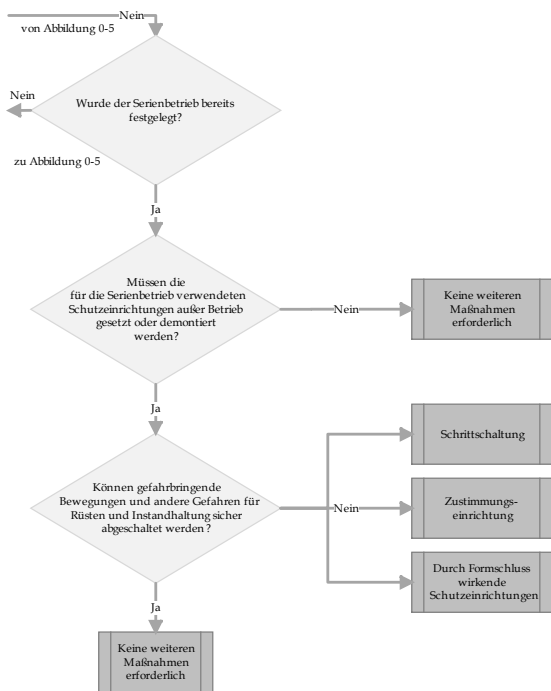 Nein
von Abbildung 0-5
Wurde der Serienbetrieb bereits
festgelegt?
Nein
zu Abbildung 0-5
Ja
Müssen die
für die Serienbetrieb verwendeten
Schutzeinrichtungen außer Betrieb
gesetzt oder demontiert
werden?
Nein
Keine weiteren
Maßnahmen
erforderlich
Ja
Können gefahrbringende
Bewegungen und andere Gefahren für
Rüsten und Instandhaltung sicher
abgeschaltet werden?
Nein
Schrittschaltung
Zustimmungs-
einrichtung
Durch Formschluss
wirkende
Schutzeinrichtungen
Ja
Keine weiteren
Maßnahmen
erforderlich